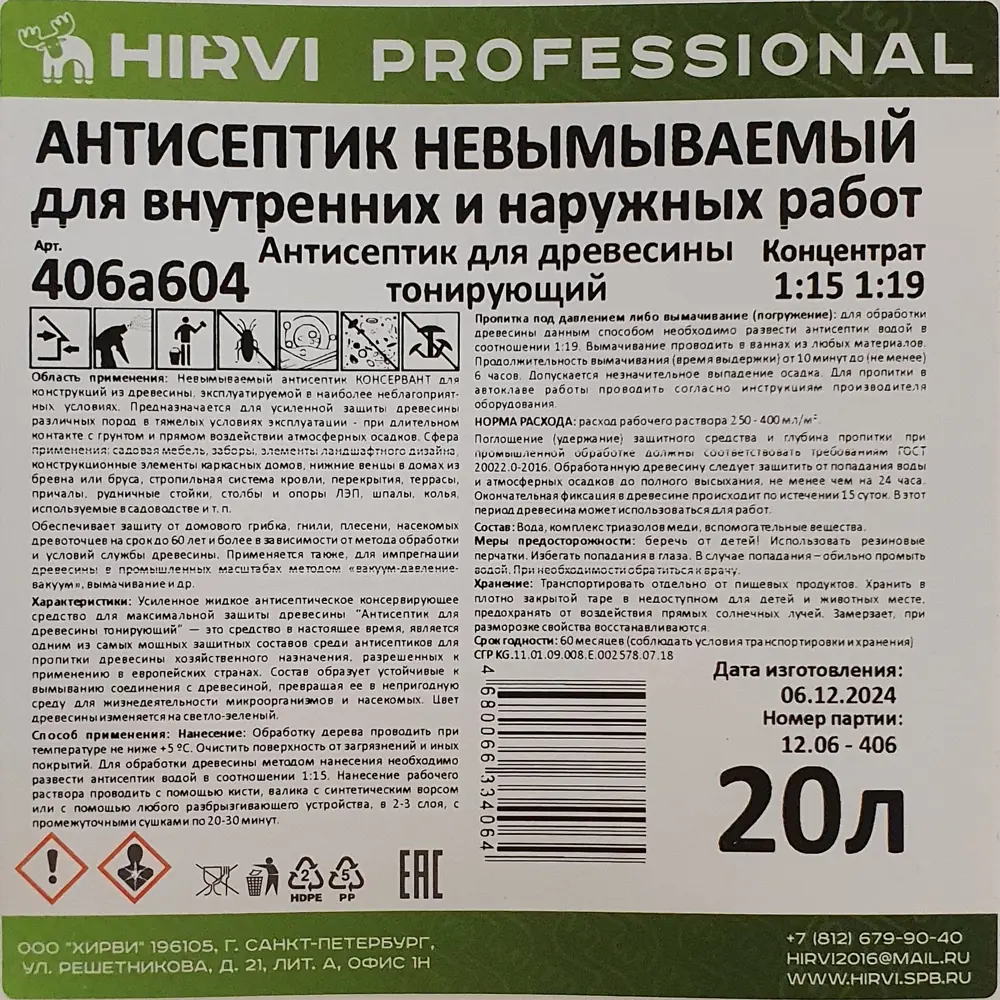 HIRVI PROFESSIONAL
АНТИСЕПТИК НЕВЫМЫВАЕМЫЙ
для внутренних и наружных работ
Арт.
406а604
Антисептик для древесины
тонирующий
Концентрат
1:15 1:19
Область применения: Невымываемый антисептик КОНСЕРВАНТ для
конструкций из древесины, эксплуатируемой в наиболее неблагоприят-
ных условиях. Предназначается для усиленной защиты древесины
различных пород в тяжелых условиях эксплуатации - при длительном
контакте с грунтом и прямом воздействии атмосферных осадков. Сфера
применения: садовая мебель, заборы, элементы ландшафтного дизайна,
конструкционные элементы каркасных домов, нижние венцы в домах из
бревна или бруса, стропильная система кровли, перекрытия, террасы,
причалы, рудничные стойки, столбы и опоры ЛЭП, шпалы, колья,
используемые в садоводстве и т. п.
Обеспечивает защиту от домового грибка, гнили, плесени, насекомых
древоточцев на срок до 60 лет и более в зависимости от метода обработки
и условий службы древесины. Применяется также, для импрегнации
древесины в промышленных масштабах методом «вакуум-давление-
вакуум», вымачивание и др.
Характеристики: Усиленное жидкое антисептическое консервирующее
средство для максимальной защиты древесины "Антисептик для
древесины тонирующий" — это средство в настоящее время, является
одним из самых мощных защитных составов среди антисептиков для
пропитки древесины хозяйственного назначения, разрешенных к
применению в европейских странах. Состав образует устойчивые к
вымыванию соединения с древесиной, превращая ее в непригодную
среду для жизнедеятельности микроорганизмов и насекомых. Цвет
древесины изменяется на светло-зеленый.
Способ применения: Нанесение: Обработку дерева проводить при
температуре не ниже +5 ºС. Очистить поверхность от загрязнений и иных
покрытий. Для обработки древесины методом нанесения необходимо
развести антисептик водой в соотношении 1:15. Нанесение рабочего
раствора проводить с помощью кисти, валика с синтетическим ворсом
или с помощью любого разбрызгивающего устройства, в 2-3 слоя, с
промежуточными сушками по 20-30 минут.
Пропитка под давлением либо вымачивание (погружение): для обработки
древесины данным способом необходимо развести антисептик водой в
соотношении 1:19. Вымачивание проводить в ваннах из любых материалов.
Продолжительность вымачивания (время выдержки) от 10 минут до (не менее)
6 часов. Допускается незначительное выпадение осадка. Для пропитки в
автоклаве работы проводить согласно инструкциям производителя
оборудования.
НОРМА РАСХОДА: расход рабочего раствора 250 - 400 мл/м².
Поглощение (удержание) защитного средства и глубина пропитки при
промышленной обработке должны соответствовать требованиям ГОСТ
20022.0-2016. Обработанную древесину следует защитить от попадания воды
и атмосферных осадков до полного высыхания, не менее чем на 24 часа.
Окончательная фиксация в древесине происходит по истечении 15 суток. В этот
период древесина может использоваться для работ.
Состав: Вода, комплекс триазолов меди, вспомогательные вещества.
Меры предосторожности: беречь от детей! Использовать резиновые
перчатки. Избегать попадания в глаза. В случае попадания – обильно промыть
водой. При необходимости обратиться к врачу.
Хранение: Транспортировать отдельно от пищевых продуктов. Хранить в
плотно закрытой таре в недоступном для детей и животных месте,
предохранять от воздействия прямых солнечных лучей. Замерзает, при
разморозке свойства восстанавливаются.
Срок годности: 60 месяцев (соблюдать условия транспортировки и хранения)
СГР KG.11.01.09.008.Е.002578.07.18
4680066334064
Дата изготовления:
06.12.2024
Номер партии:
12.06 - 406
20л
2
HDPE
5
PP
ЕАС
ООО "ХИРВИ" 196105, Г. САНКТ-ПЕТЕРБУРГ,
УЛ. РЕШЕТНИКОВА, Д. 21, ЛИТ. А, ОФИС 1Н
+7 (812) 679-90-40
HIRVI2016@MAIL.RU
WWW.HIRVI.SPB.RU